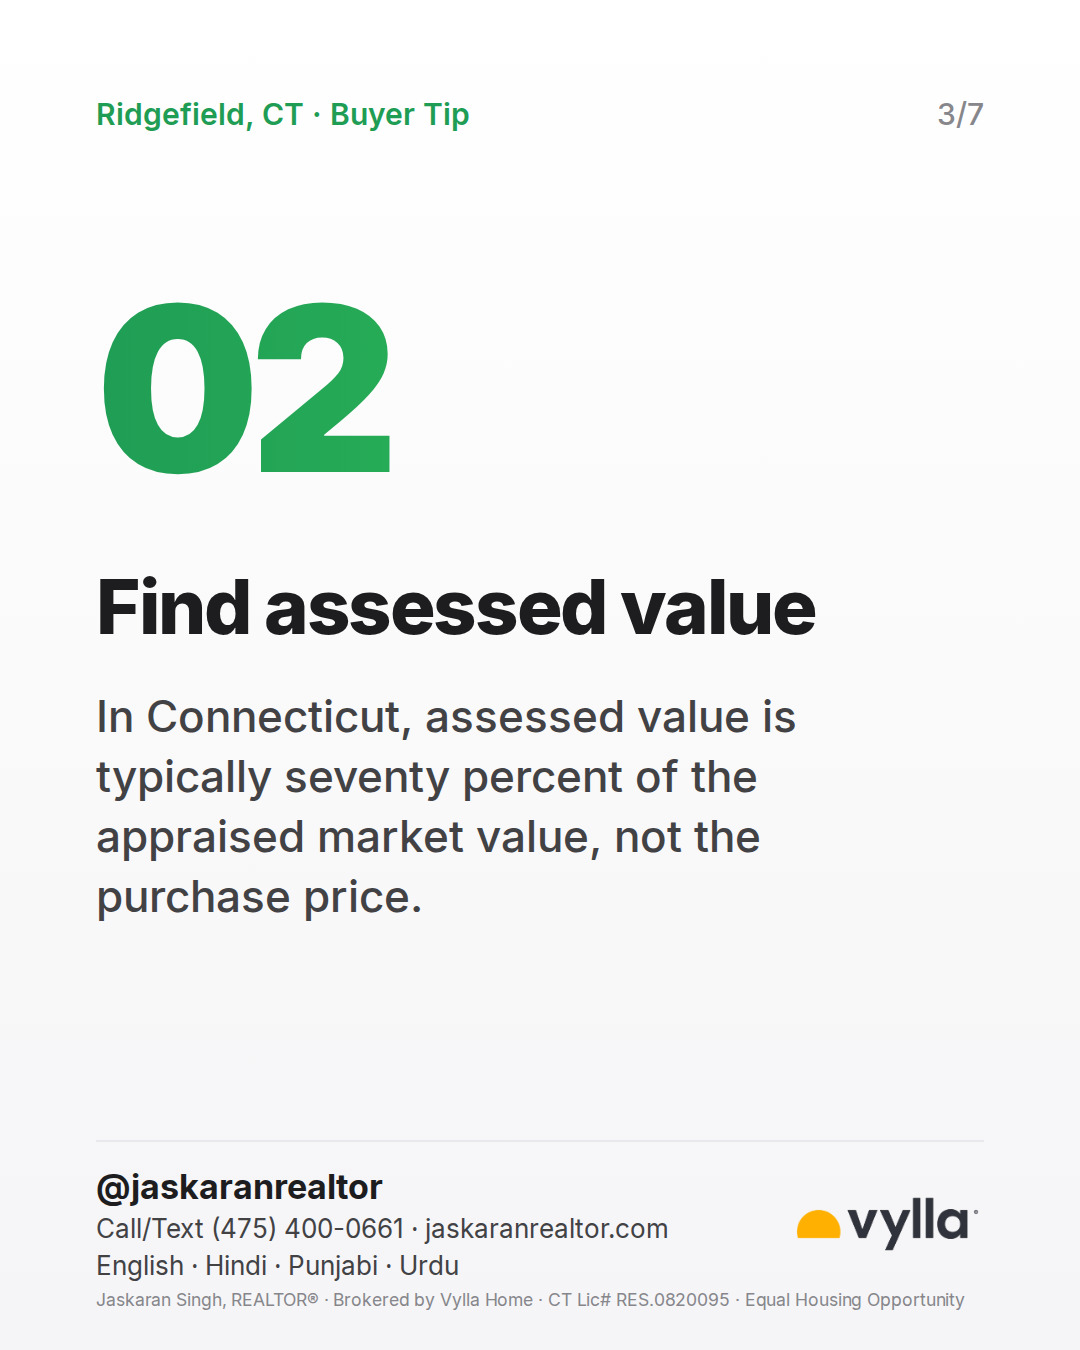 Ridgefield, CT · Buyer Tip
3/7
02
Find assessed value
In Connecticut, assessed value is
typically seventy percent of the
appraised market value, not the
purchase price.
@jaskaranrealtor
Call/Text (475) 400-0661 · jaskaranrealtor.com
English · Hindi · Punjabi · Urdu
Jaskaran Singh, REALTOR® · Brokered by Vylla Home · CT Lic# RES.0820095 · Equal Housing Opportunity
vylla